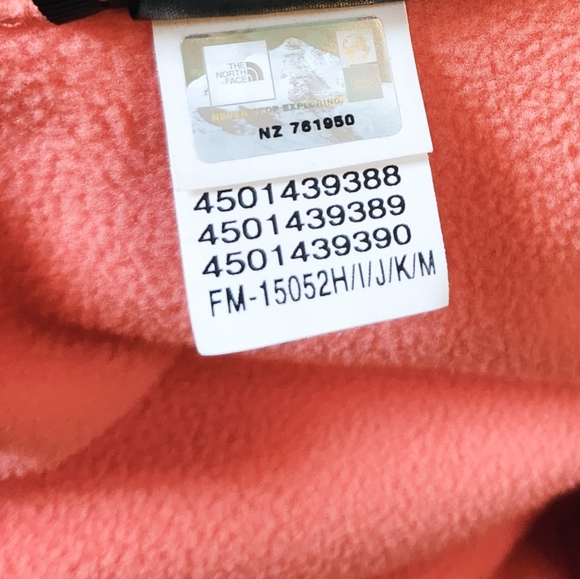 THE
NORTH
FACE
NEVER STOP EXPLORING
NZ 761950
4501439388
4501439389
4501439390
FM-15052H/I/J/K/M